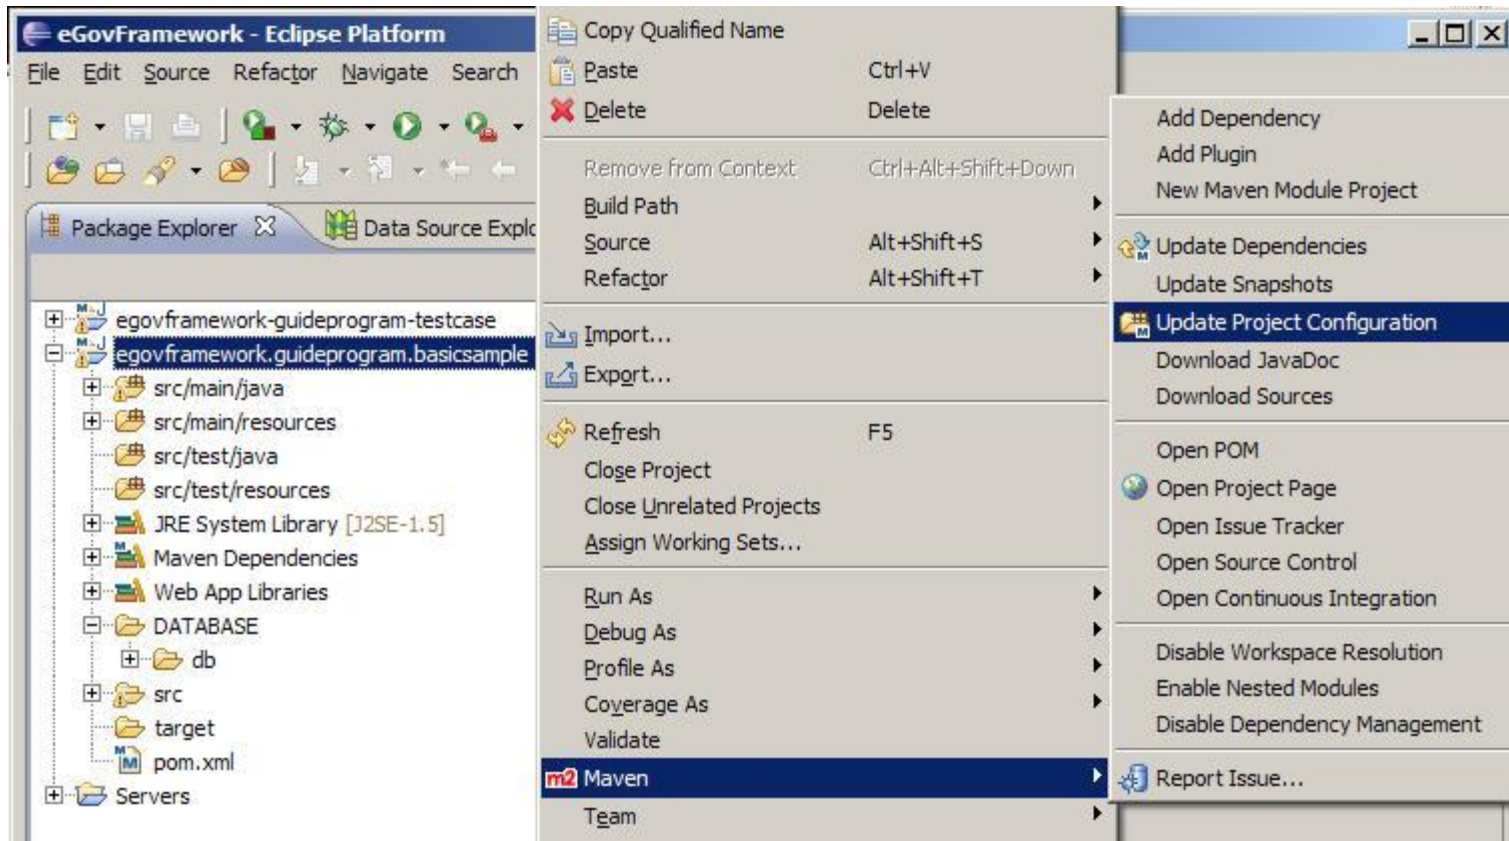 eGovFramework - Eclipse Platform
File Edit Source Refactor Navigate Search
Package Explorer Data Source Explo
egovframework-guideprogram-testcase
egovframework.guideprogram.basicsample
src/main/java
src/main/resources
src/test/java
src/test/resources
JRE System Library [J2SE-1.5]
Maven Dependencies
Web App Libraries
DATABASE
db
src
target
pom.xml
Servers
Copy Qualified Name
Paste Ctrl+V
Delete Delete
Remove from Context Ctrl+Alt+Shift+Down
Build Path
Source Alt+Shift+S
Refactor Alt+Shift+T
Import...
Export...
Refresh F5
Close Project
Close Unrelated Projects
Assign Working Sets...
Run As
Debug As
Profile As
Coverage As
Validate
m2 Maven
Team
Add Dependency
Add Plugin
New Maven Module Project
Update Dependencies
Update Snapshots
Update Project Configuration
Download JavaDoc
Download Sources
Open POM
Open Project Page
Open Issue Tracker
Open Source Control
Open Continuous Integration
Disable Workspace Resolution
Enable Nested Modules
Disable Dependency Management
Report Issue...